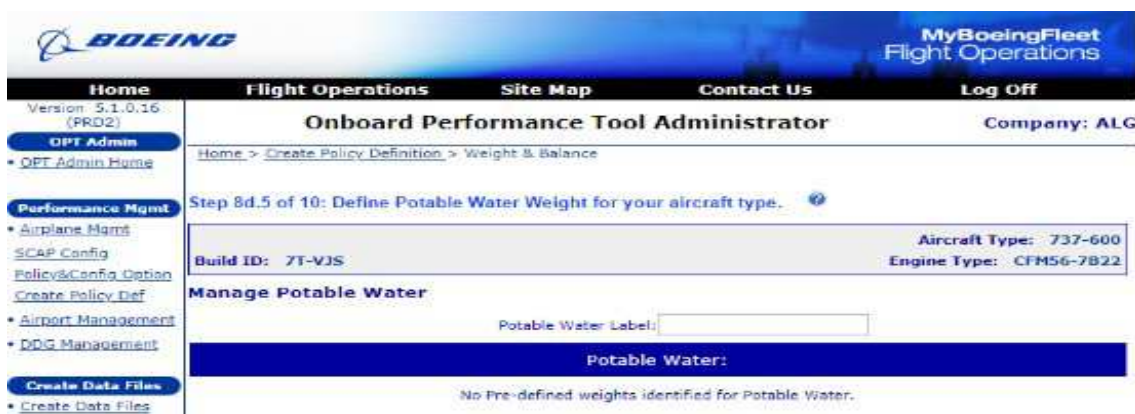 BOEING
MyBoeingFleet
Flight Operations
Home Flight Operations Site Map Contact Us Log Off
Version 5.1.0.16
(PRD2)
Onboard Performance Tool Administrator
Company: ALG
OPT Admin
• OPT Admin Home
Home > Create Policy Definition > Weight & Balance
Step 8d.5 of 10: Define Potable Water Weight for your aircraft type.
Performance Mgmt
• Airplane Mgmt
SCAP Config
Policy&Config Option
Create Policy Def
• Airport Management
• DDG Management
Aircraft Type: 737-600
Build ID: 7T-VJS Engine Type: CFM56-7B22
Manage Potable Water
Potable Water Label:
Potable Water:
No Pre-defined weights identified for Potable Water.
Create Data Files
• Create Data Files